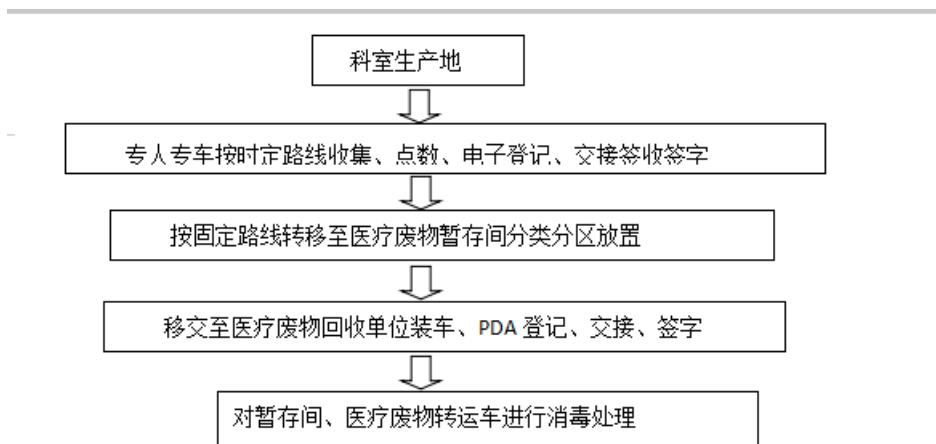 科室生产地
专人专车按时定路线收集、点数、电子登记、交接签收签字
按固定路线转移至医疗废物暂存间分类分区放置
移交至医疗废物回收单位装车、PDA 登记、交接、签字
对暂存间、医疗废物转运车进行消毒处理